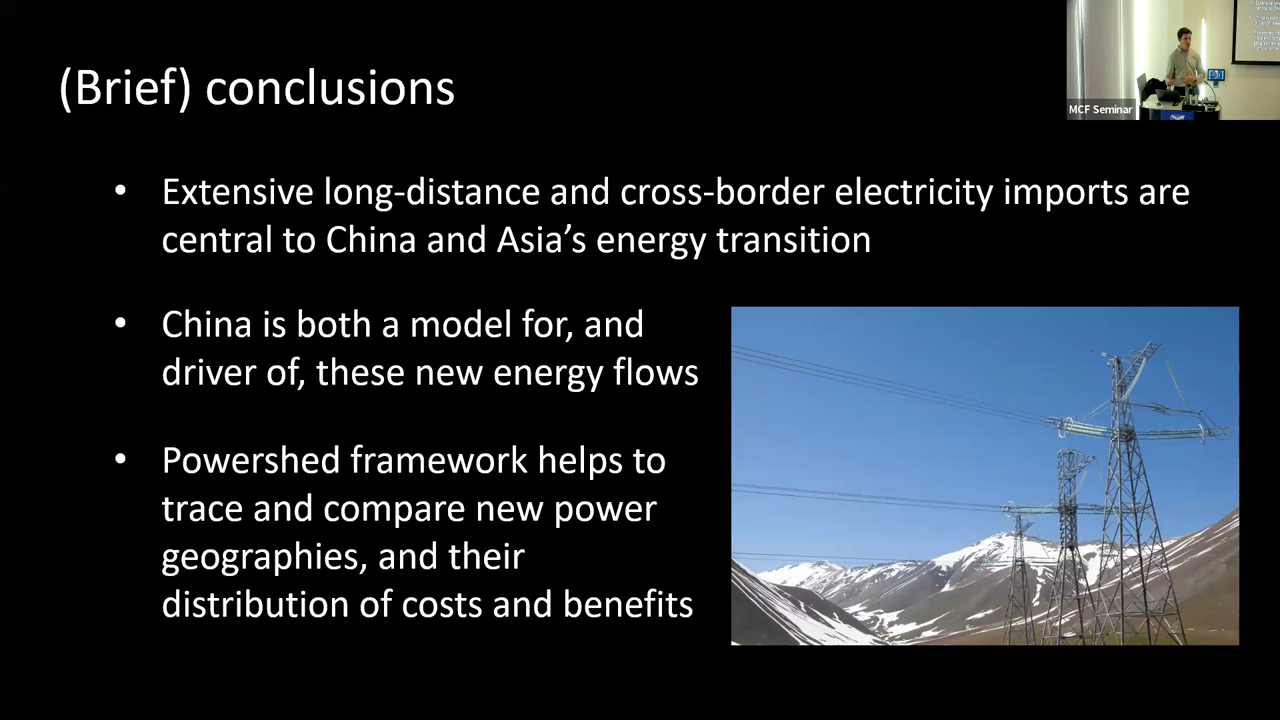 (Brief) conclusions
MCF Seminar
• Extensive long-distance and cross-border electricity imports are
central to China and Asia’s energy transition
• China is both a model for, and
driver of, these new energy flows
• Powershed framework helps to
trace and compare new power
geographies, and their
distribution of costs and benefits